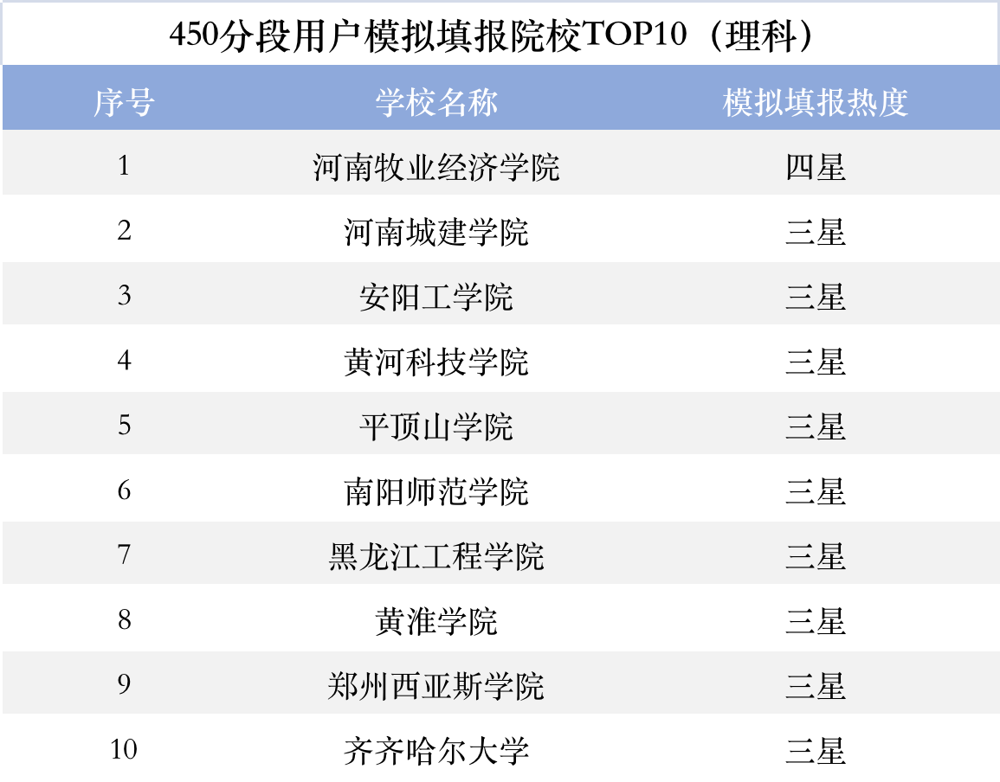 450分段用户模拟填报院校TOP10（理科）
序号 学校名称 模拟填报热度
1 河南牧业经济学院 四星
2 河南城建学院 三星
3 安阳工学院 三星
4 黄河科技学院 三星
5 平顶山学院 三星
6 南阳师范学院 三星
7 黑龙江工程学院 三星
8 黄淮学院 三星
9 郑州西亚斯学院 三星
10 齐齐哈尔大学 三星